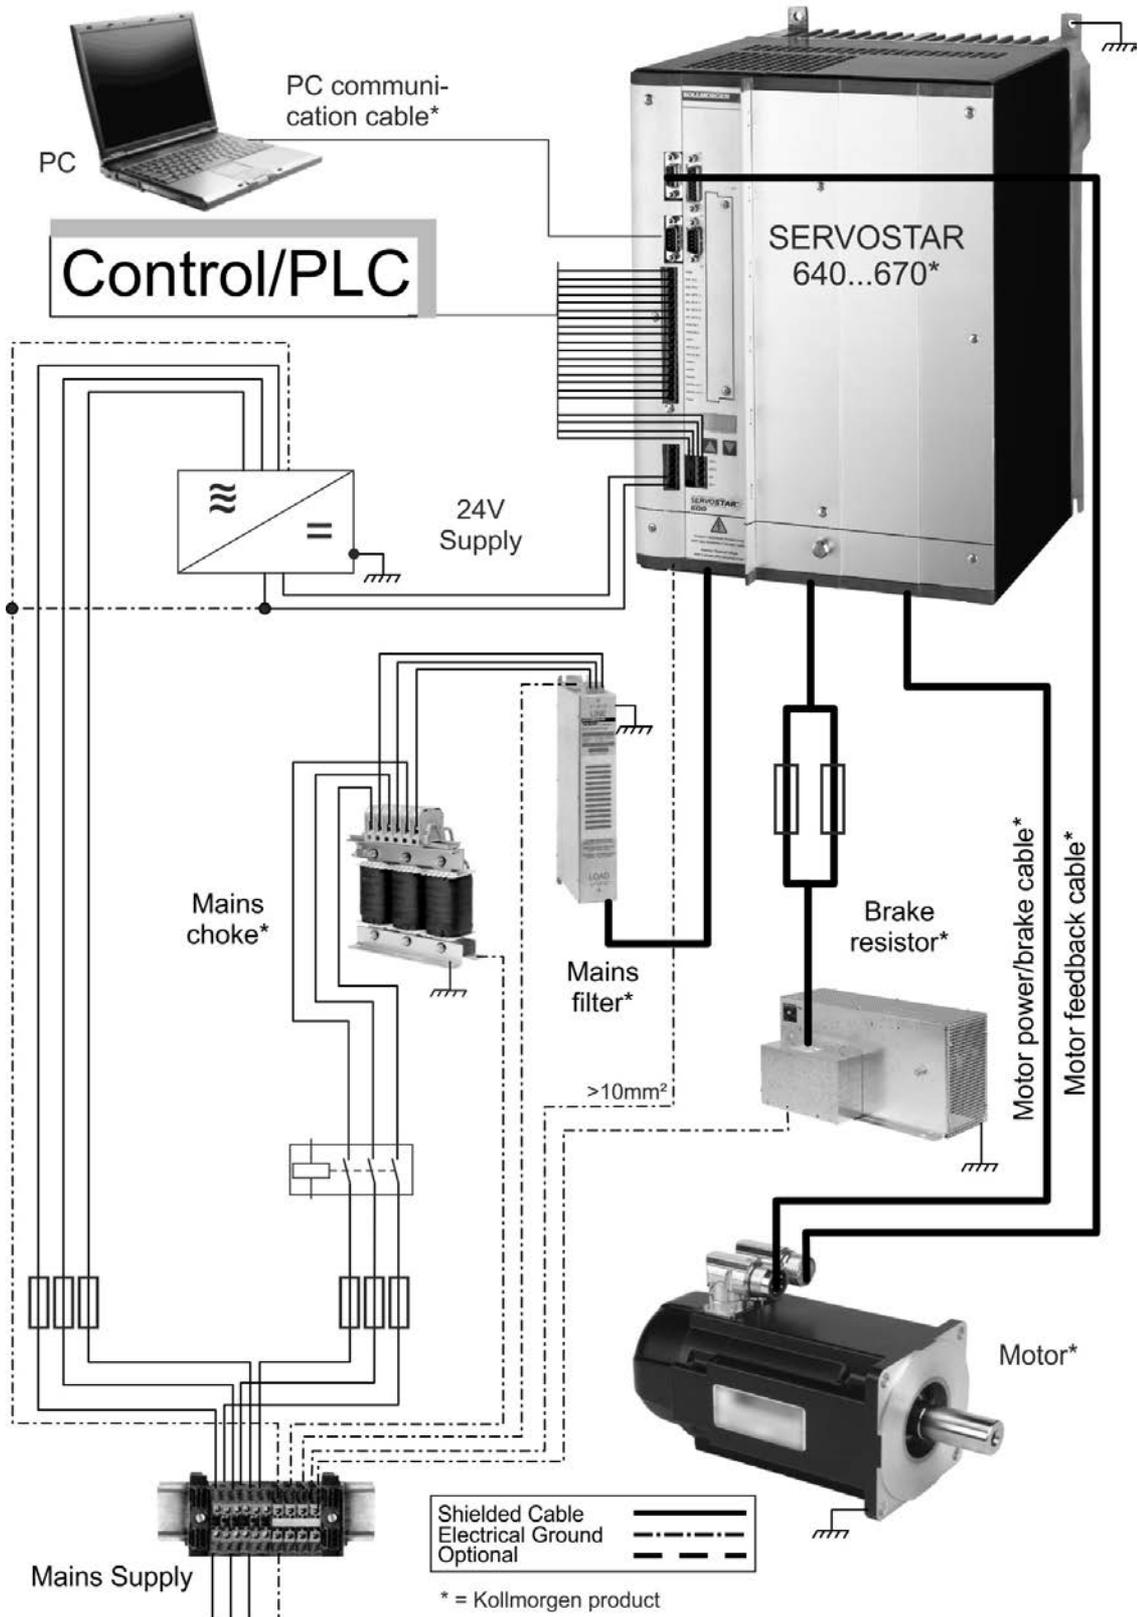 PC communi-
cation cable*
PC
KOLLMORGEN
Control/PLC
SERVOSTAR
640...670*
24V
Supply
SERVOSTAR
600
LINE
LOAD
Mains
choke*
Mains
filter*
Brake
resistor*
Motor power/brake cable*
Motor feedback cable*
>10mm²
Motor*
Shielded Cable
Electrical Ground
Optional
Mains Supply
* = Kollmorgen product